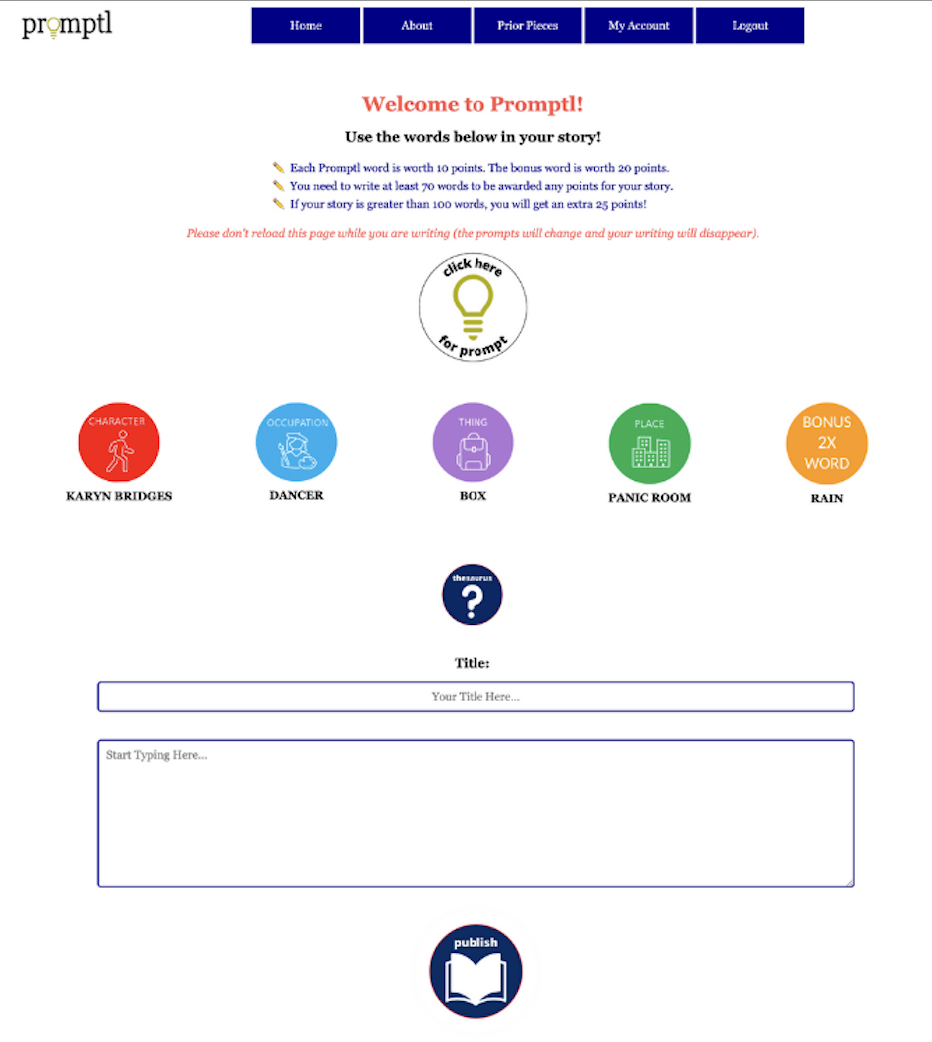 promptl
Home
About
Prior Pieces
My Account
Logout
Welcome to Promptl!
Use the words below in your story!
✏️ Each Promptl word is worth 10 points. The bonus word is worth 20 points.
✏️ You need to write at least 70 words to be awarded any points for your story.
✏️ If your story is greater than 100 words, you will get an extra 25 points!
Please don't reload this page while you are writing (the prompts will change and your writing will disappear).
click here
for prompt
CHARACTER
KARYN BRIDGES
OCCUPATION
DANCER
THING
BOX
PLACE
PANIC ROOM
BONUS
2X
WORD
RAIN
thesaurus
?
Title:
Your Title Here...
Start Typing Here...
publish